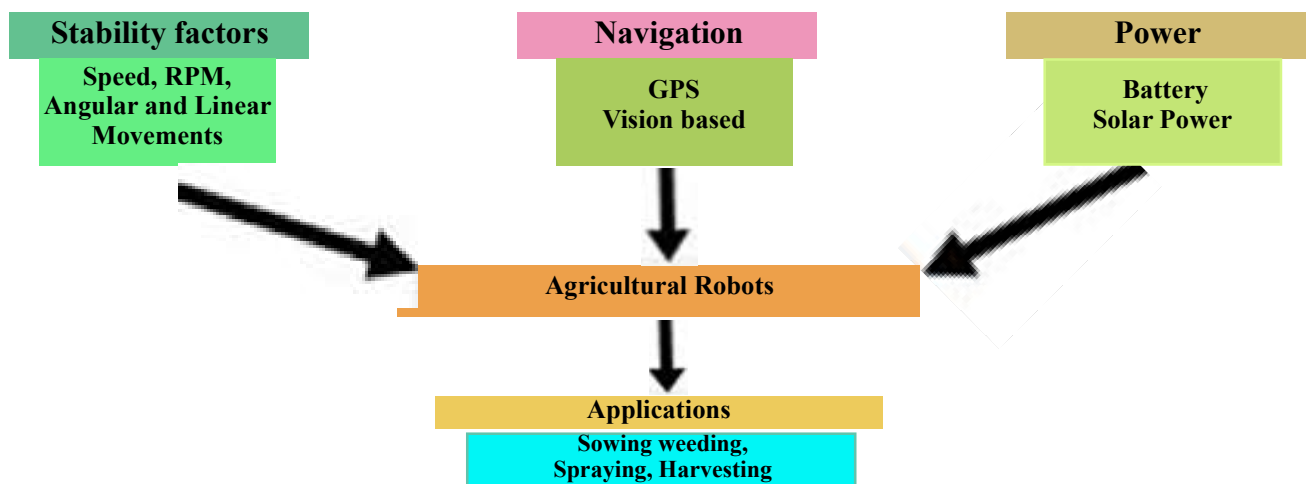 Stability factors
Speed, RPM,
Angular and Linear
Movements
Navigation
GPS
Vision based
Power
Battery
Solar Power
Agricultural Robots
Applications
Sowing weeding,
Spraying, Harvesting